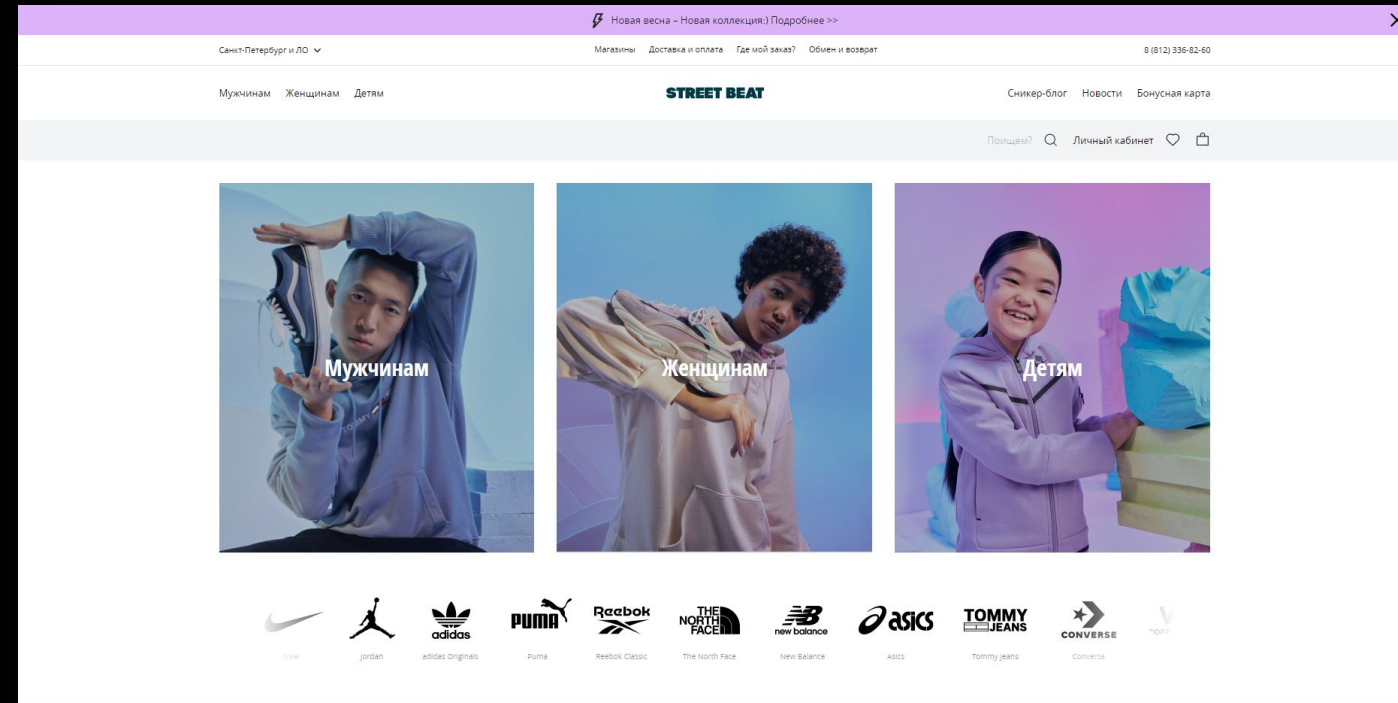 Новая весна – Новая коллекция:) Подробнее >>
Санкт-Петербург и ЛО Магазины Доставка и оплата Где мой заказ? Обмен и возврат 8 (812) 336-82-60
Мужчинам Женщинам Детям STREET BEAT Сникер-блог Новости Бонусная карта
Поищем? Личный кабинет
Мужчинам Женщинам Детям
adidas PUMA Reebok THE NORTH FACE new balance asics TOMMY JEANS CONVERSE
Nike Jordan adidas Originals Puma Reebok Classic The North Face New Balance Asics Tommy Jeans Converse